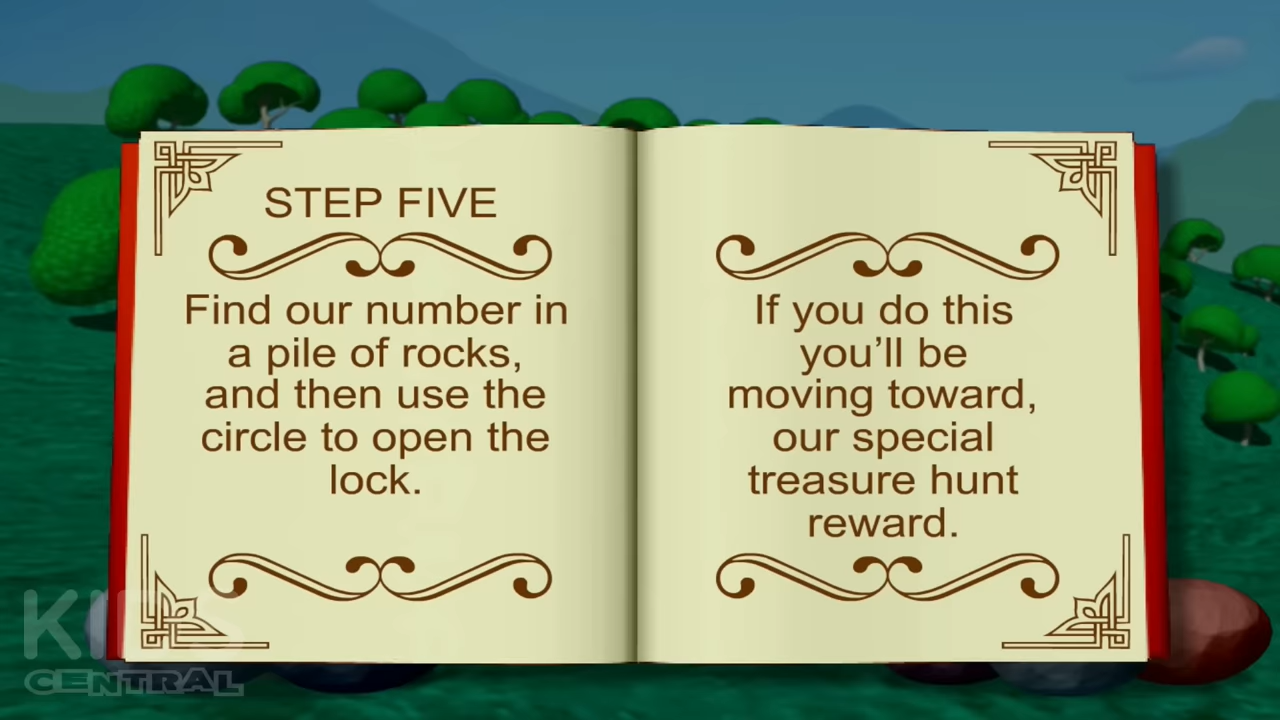 STEP FIVE
Find our number in
a pile of rocks,
and then use the
circle to open the
lock.
If you do this
you’ll be
moving toward,
our special
treasure hunt
reward.
KIDS
CENTRAL